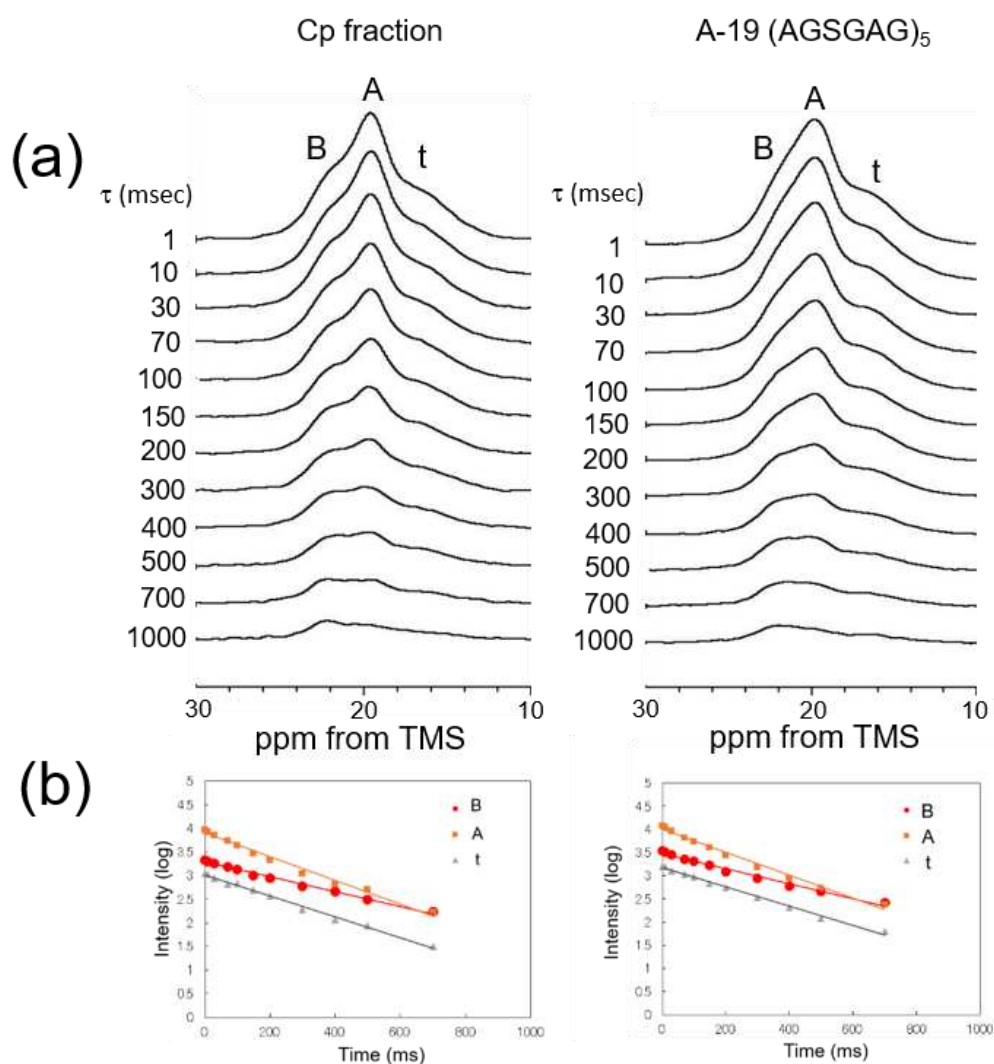 Cp fraction
A-19 (AGSGAG)5
(a)
B
A
t
τ (msec)
1
10
30
70
100
150
200
300
400
500
700
1000
30
20
10
ppm from TMS
B
A
t
τ (msec)
1
10
30
70
100
150
200
300
400
500
700
1000
30
20
10
ppm from TMS
(b)
Intensity (log)
5
4.5
4
3.5
3
2.5
2
1.5
1
0.5
0
B
A
t
0
200
400
600
800
1000
Time (ms)
Intensity (log)
5
4.5
4
3.5
3
2.5
2
1.5
1
0.5
0
B
A
t
0
200
400
600
800
1000
Time (ms)